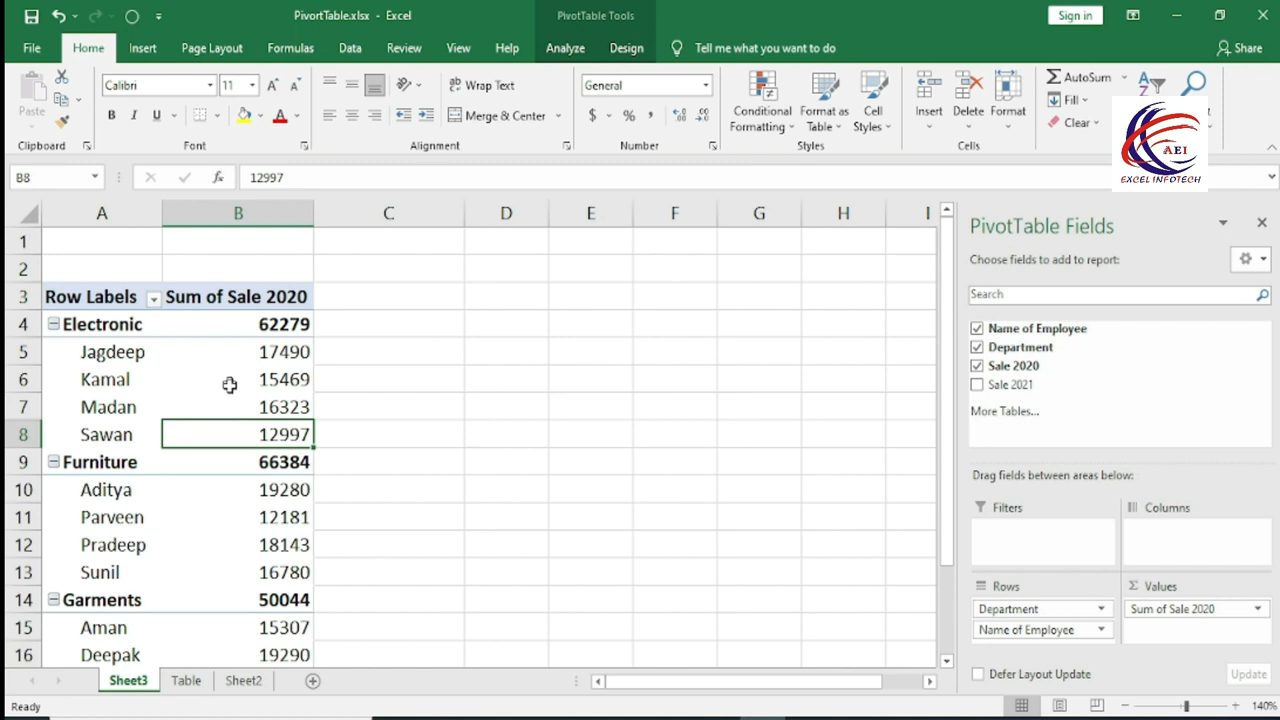 PivortTable.xlsx - Excel
PivotTable Tools
Sign in
File Home Insert Page Layout Formulas Data Review View Help Analyze Design Tell me what you want to do Share
Paste
Calibri 11
B I U A
Wrap Text
Merge & Center
General
$ % ,
Conditional Formatting
Format as Table
Cell Styles
Insert
Delete
Format
AutoSum
Fill
Clear
Clipboard Font Alignment Number Styles Cells
AEI
EXCEL INFOTECH
B8 fx 12997
A B C D E F G H I
1
2
3 Row Labels Sum of Sale 2020
4 Electronic 62279
5 Jagdeep 17490
6 Kamal 15469
7 Madan 16323
8 Sawan 12997
9 Furniture 66384
10 Aditya 19280
11 Parveen 12181
12 Pradeep 18143
13 Sunil 16780
14 Garments 50044
15 Aman 15307
16 Deepak 19290
PivotTable Fields
Choose fields to add to report:
Search
Name of Employee
Department
Sale 2020
Sale 2021
More Tables...
Drag fields between areas below:
Filters
Columns
Rows
Σ Values
Department
Sum of Sale 2020
Name of Employee
Defer Layout Update
Update
Sheet3 Table Sheet2
Ready
140%